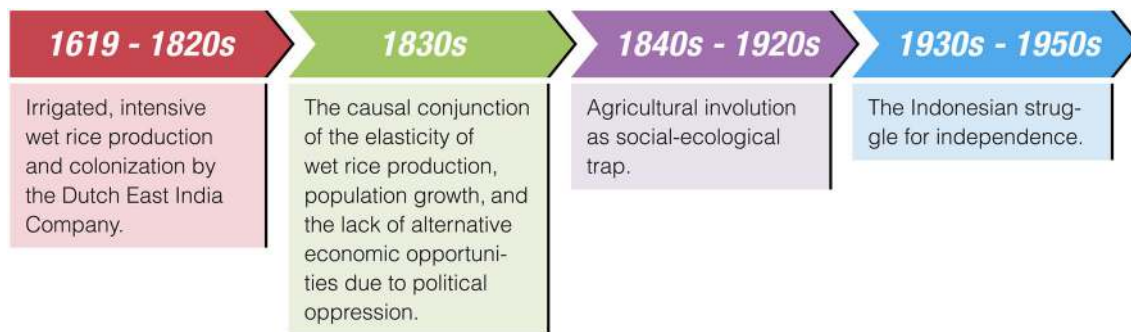 1619 - 1820s
Irrigated, intensive
wet rice production
and colonization by
the Dutch East India
Company.
1830s
The causal conjunction
of the elasticity of
wet rice production,
population growth, and
the lack of alternative
economic opportuni-
ties due to political
oppression.
1840s - 1920s
Agricultural involution
as social-ecological
trap.
1930s - 1950s
The Indonesian strug-
gle for independence.